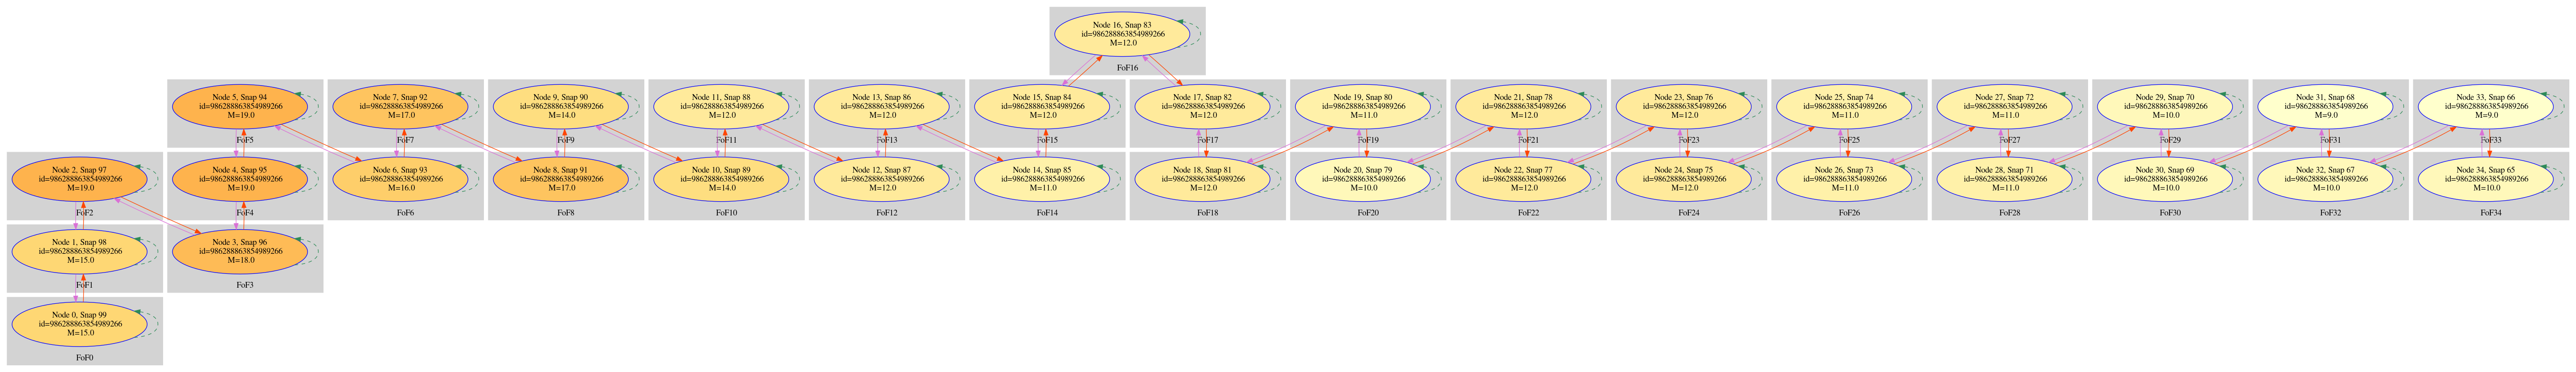 Node 16, Snap 83
id=986288863854989266
M=12.0
FoF16
Node 5, Snap 94
id=986288863854989266
M=19.0
FoF5
Node 7, Snap 92
id=986288863854989266
M=17.0
FoF7
Node 9, Snap 90
id=986288863854989266
M=14.0
FoF9
Node 11, Snap 88
id=986288863854989266
M=12.0
FoF11
Node 13, Snap 86
id=986288863854989266
M=12.0
FoF13
Node 15, Snap 84
id=986288863854989266
M=12.0
FoF15
Node 17, Snap 82
id=986288863854989266
M=12.0
FoF17
Node 19, Snap 80
id=986288863854989266
M=11.0
FoF19
Node 21, Snap 78
id=986288863854989266
M=12.0
FoF21
Node 23, Snap 76
id=986288863854989266
M=12.0
FoF23
Node 25, Snap 74
id=986288863854989266
M=11.0
FoF25
Node 27, Snap 72
id=986288863854989266
M=11.0
FoF27
Node 29, Snap 70
id=986288863854989266
M=10.0
FoF29
Node 31, Snap 68
id=986288863854989266
M=9.0
FoF31
Node 33, Snap 66
id=986288863854989266
M=9.0
FoF33
Node 2, Snap 97
id=986288863854989266
M=19.0
FoF2
Node 4, Snap 95
id=986288863854989266
M=19.0
FoF4
Node 6, Snap 93
id=986288863854989266
M=16.0
FoF6
Node 8, Snap 91
id=986288863854989266
M=17.0
FoF8
Node 10, Snap 89
id=986288863854989266
M=14.0
FoF10
Node 12, Snap 87
id=986288863854989266
M=12.0
FoF12
Node 14, Snap 85
id=986288863854989266
M=11.0
FoF14
Node 18, Snap 81
id=986288863854989266
M=12.0
FoF18
Node 20, Snap 79
id=986288863854989266
M=10.0
FoF20
Node 22, Snap 77
id=986288863854989266
M=12.0
FoF22
Node 24, Snap 75
id=986288863854989266
M=12.0
FoF24
Node 26, Snap 73
id=986288863854989266
M=11.0
FoF26
Node 28, Snap 71
id=986288863854989266
M=11.0
FoF28
Node 30, Snap 69
id=986288863854989266
M=10.0
FoF30
Node 32, Snap 67
id=986288863854989266
M=10.0
FoF32
Node 34, Snap 65
id=986288863854989266
M=10.0
FoF34
Node 1, Snap 98
id=986288863854989266
M=15.0
FoF1
Node 3, Snap 96
id=986288863854989266
M=18.0
FoF3
Node 0, Snap 99
id=986288863854989266
M=15.0
FoF0